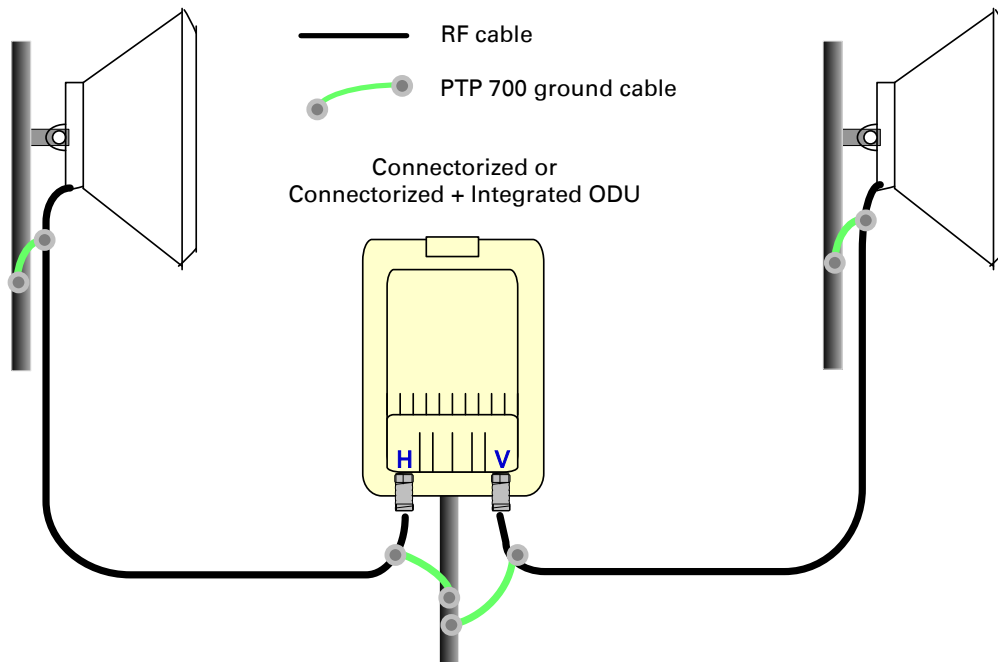 RF cable
PTP 700 ground cable
Connectorized or
Connectorized + Integrated ODU
H V